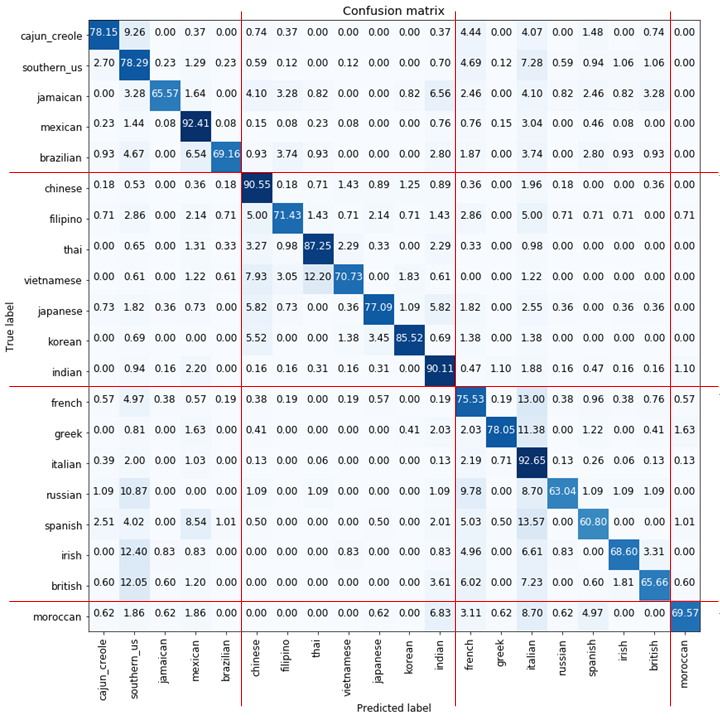 Confusion matrix
cajun_creole 78.15 9.26 0.00 0.37 0.00 0.74 0.37 0.00 0.00 0.00 0.00 0.37 4.44 0.00 4.07 0.00 1.48 0.00 0.74 0.00
southern_us 2.70 78.29 0.23 1.29 0.23 0.59 0.12 0.00 0.12 0.00 0.00 0.70 4.69 0.12 7.28 0.59 0.94 1.06 1.06 0.00
jamaican 0.00 3.28 65.57 1.64 0.00 4.10 3.28 0.82 0.00 0.00 0.82 6.56 2.46 0.00 4.10 0.82 2.46 0.82 3.28 0.00
mexican 0.23 1.44 0.08 92.41 0.08 0.15 0.08 0.23 0.08 0.00 0.00 0.76 0.76 0.15 3.04 0.00 0.46 0.08 0.00 0.00
brazilian 0.93 4.67 0.00 6.54 69.16 0.93 3.74 0.93 0.00 0.00 0.00 2.80 1.87 0.00 3.74 0.00 2.80 0.93 0.93 0.00
chinese 0.18 0.53 0.00 0.36 0.18 90.55 0.18 0.71 1.43 0.89 1.25 0.89 0.36 0.00 1.96 0.18 0.00 0.00 0.36 0.00
filipino 0.71 2.86 0.00 2.14 0.71 5.00 71.43 1.43 0.71 2.14 0.71 1.43 2.86 0.00 5.00 0.71 0.71 0.71 0.00 0.71
thai 0.00 0.65 0.00 1.31 0.33 3.27 0.98 87.25 2.29 0.33 0.00 2.29 0.33 0.00 0.98 0.00 0.00 0.00 0.00 0.00
vietnamese 0.00 0.61 0.00 1.22 0.61 7.93 3.05 12.20 70.73 0.00 1.83 0.61 0.00 0.00 1.22 0.00 0.00 0.00 0.00 0.00
japanese 0.73 1.82 0.36 0.73 0.00 5.82 0.73 0.00 0.36 77.09 1.09 5.82 1.82 0.00 2.55 0.36 0.00 0.36 0.36 0.00
korean 0.00 0.69 0.00 0.00 0.00 5.52 0.00 0.00 1.38 3.45 85.52 0.69 1.38 0.00 1.38 0.00 0.00 0.00 0.00 0.00
indian 0.00 0.94 0.16 2.20 0.00 0.16 0.16 0.31 0.16 0.31 0.00 90.11 0.47 1.10 1.88 0.16 0.47 0.16 0.16 1.10
french 0.57 4.97 0.38 0.57 0.19 0.38 0.19 0.00 0.19 0.57 0.00 0.19 75.53 0.19 13.00 0.38 0.96 0.38 0.76 0.57
greek 0.00 0.81 0.00 1.63 0.00 0.41 0.00 0.00 0.00 0.00 0.41 2.03 2.03 78.05 11.38 0.00 1.22 0.00 0.41 1.63
italian 0.39 2.00 0.00 1.03 0.00 0.13 0.00 0.06 0.00 0.13 0.00 0.13 2.19 0.71 92.65 0.13 0.26 0.06 0.13 0.13
russian 1.09 10.87 0.00 0.00 0.00 1.09 0.00 1.09 0.00 0.00 0.00 1.09 9.78 0.00 8.70 63.04 1.09 1.09 1.09 0.00
spanish 2.51 4.02 0.00 8.54 1.01 0.50 0.00 0.00 0.00 0.50 0.00 2.01 5.03 0.50 13.57 0.00 60.80 0.00 0.00 1.01
irish 0.00 12.40 0.83 0.83 0.00 0.00 0.00 0.00 0.83 0.00 0.00 0.83 4.96 0.00 6.61 0.83 0.00 68.60 3.31 0.00
british 0.60 12.05 0.60 1.20 0.00 0.00 0.00 0.00 0.00 0.00 0.00 3.61 6.02 0.00 7.23 0.00 0.60 1.81 65.66 0.60
moroccan 0.62 1.86 0.62 1.86 0.00 0.00 0.00 0.00 0.00 0.62 0.00 6.83 3.11 0.62 8.70 0.62 4.97 0.00 0.00 69.57
True label
cajun_creole southern_us jamaican mexican brazilian chinese filipino thai vietnamese japanese korean indian french greek italian russian spanish irish british moroccan
Predicted label